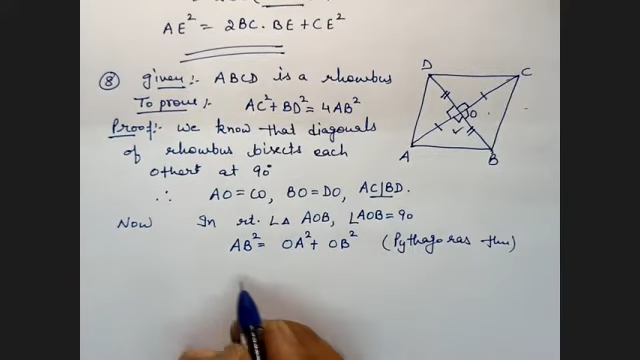 AE² = 2BC. BE + CE²
⑧ given:- ABCD is a rhombus
To prove:- AC² + BD² = 4AB²
Proof:- we know that diagonals
of rhombus bisects each
othert at 90°
∴ AO = CO, BO = DO, AC⊥BD.
Now In rt. L△ AOB, ∠AOB = 90
AB² = OA² + OB² (Pythagoras thm)
D
C
O
A
B